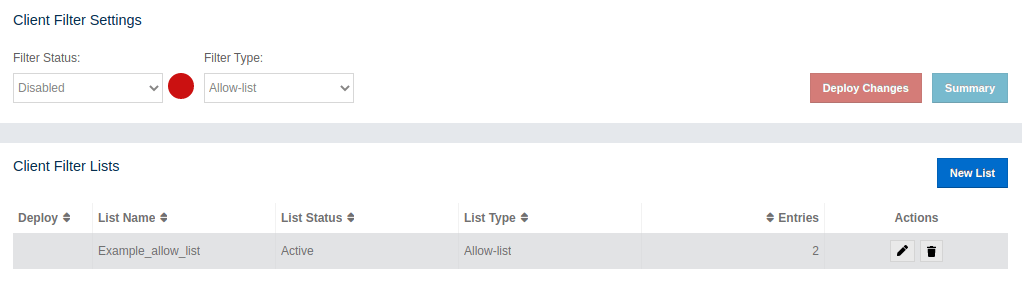 Client Filter Settings
Filter Status: Filter Type:
Disabled Allow-list Deploy Changes Summary
Client Filter Lists
New List
Deploy List Name List Status List Type Entries Actions
Example_allow_list Active Allow-list 2